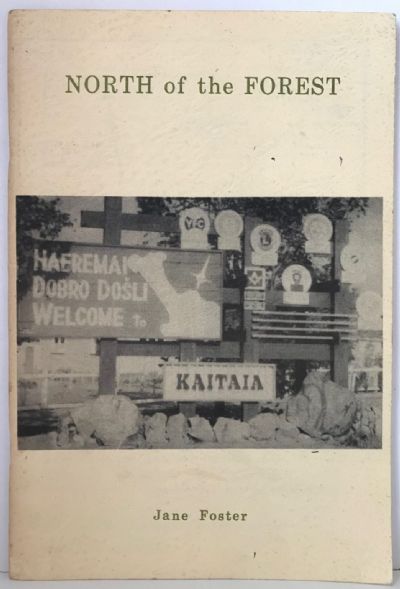 NORTH of the FOREST
HAEREMAI
DOBRO DOŠLI
WELCOME TO
KAITAIA
Jane Foster